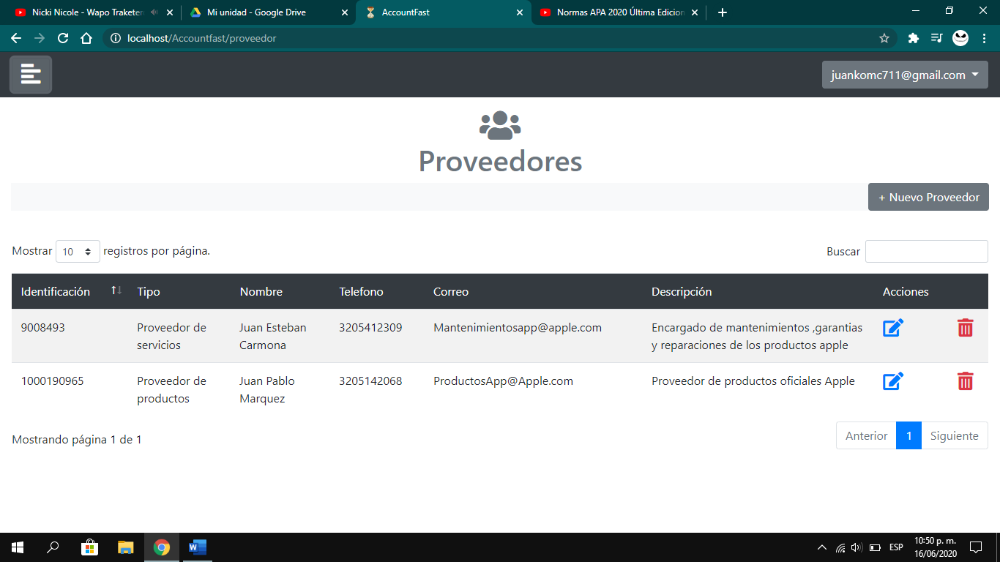 Nicki Nicole - Wapo Traketer
Mi unidad - Google Drive
AccountFast
Normas APA 2020 Última Edicion
localhost/Accountfast/proveedor
juankomc711@gmail.com
Proveedores
+ Nuevo Proveedor
Mostrar 10 registros por página.
Buscar
Identificación Tipo Nombre Telefono Correo Descripción Acciones
9008493 Proveedor de servicios Juan Esteban Carmona 3205412309 Mantenimientosapp@apple.com Encargado de mantenimientos ,garantias y reparaciones de los productos apple
1000190965 Proveedor de productos Juan Pablo Marquez 3205142068 ProductosApp@Apple.com Proveedor de productos oficiales Apple
Mostrando página 1 de 1
Anterior 1 Siguiente
ESP
10:50 p. m.
16/06/2020